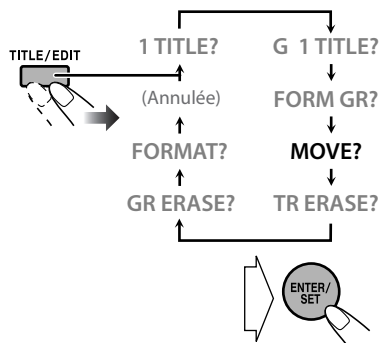 TITLE/EDIT
1 TITLE?
G 1 TITLE?
(Annulée)
FORM GR?
FORMAT?
MOVE?
GR ERASE?
TR ERASE?
ENTER/
SET